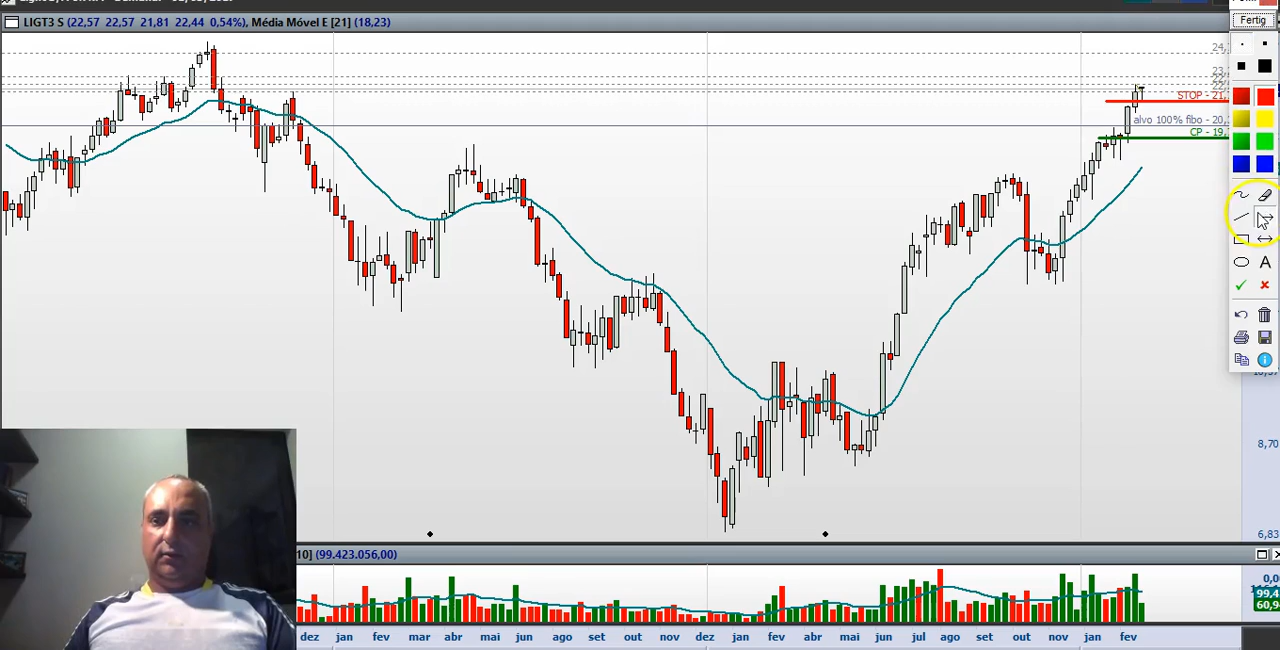 Fertig
LIGT3 S (22,57 22,57 21,81 22,44 0,54%), Média Móvel E [21] (18,23)
24,
23,
STOP - 21,
alvo 100% fibo - 20,
CP - 19,
A
8,70
6,83
10] (99.423.056,00)
0,0
99,4
60,9
dez jan fev mar abr mai jun ago set out nov dez jan fev abr mai jun jul ago set out nov jan fev